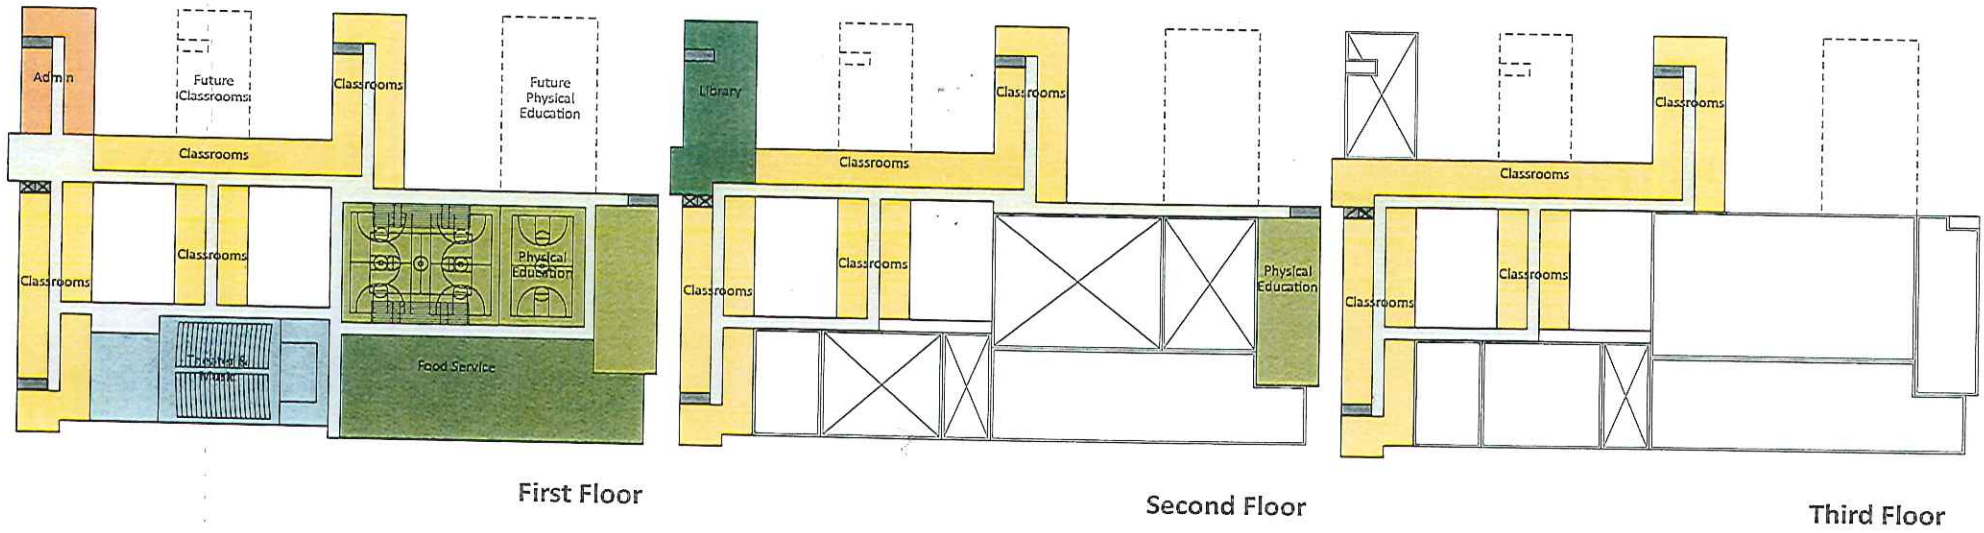 Admin
Future
Classrooms
Classrooms
Future
Physical
Education
Classrooms
Classrooms
Classrooms
Physical
Education
Theater &
Music
Food Service
First Floor
Library
Classrooms
Classrooms
Classrooms
Classrooms
Physical
Education
Second Floor
Classrooms
Classrooms
Classrooms
Classrooms
Third Floor